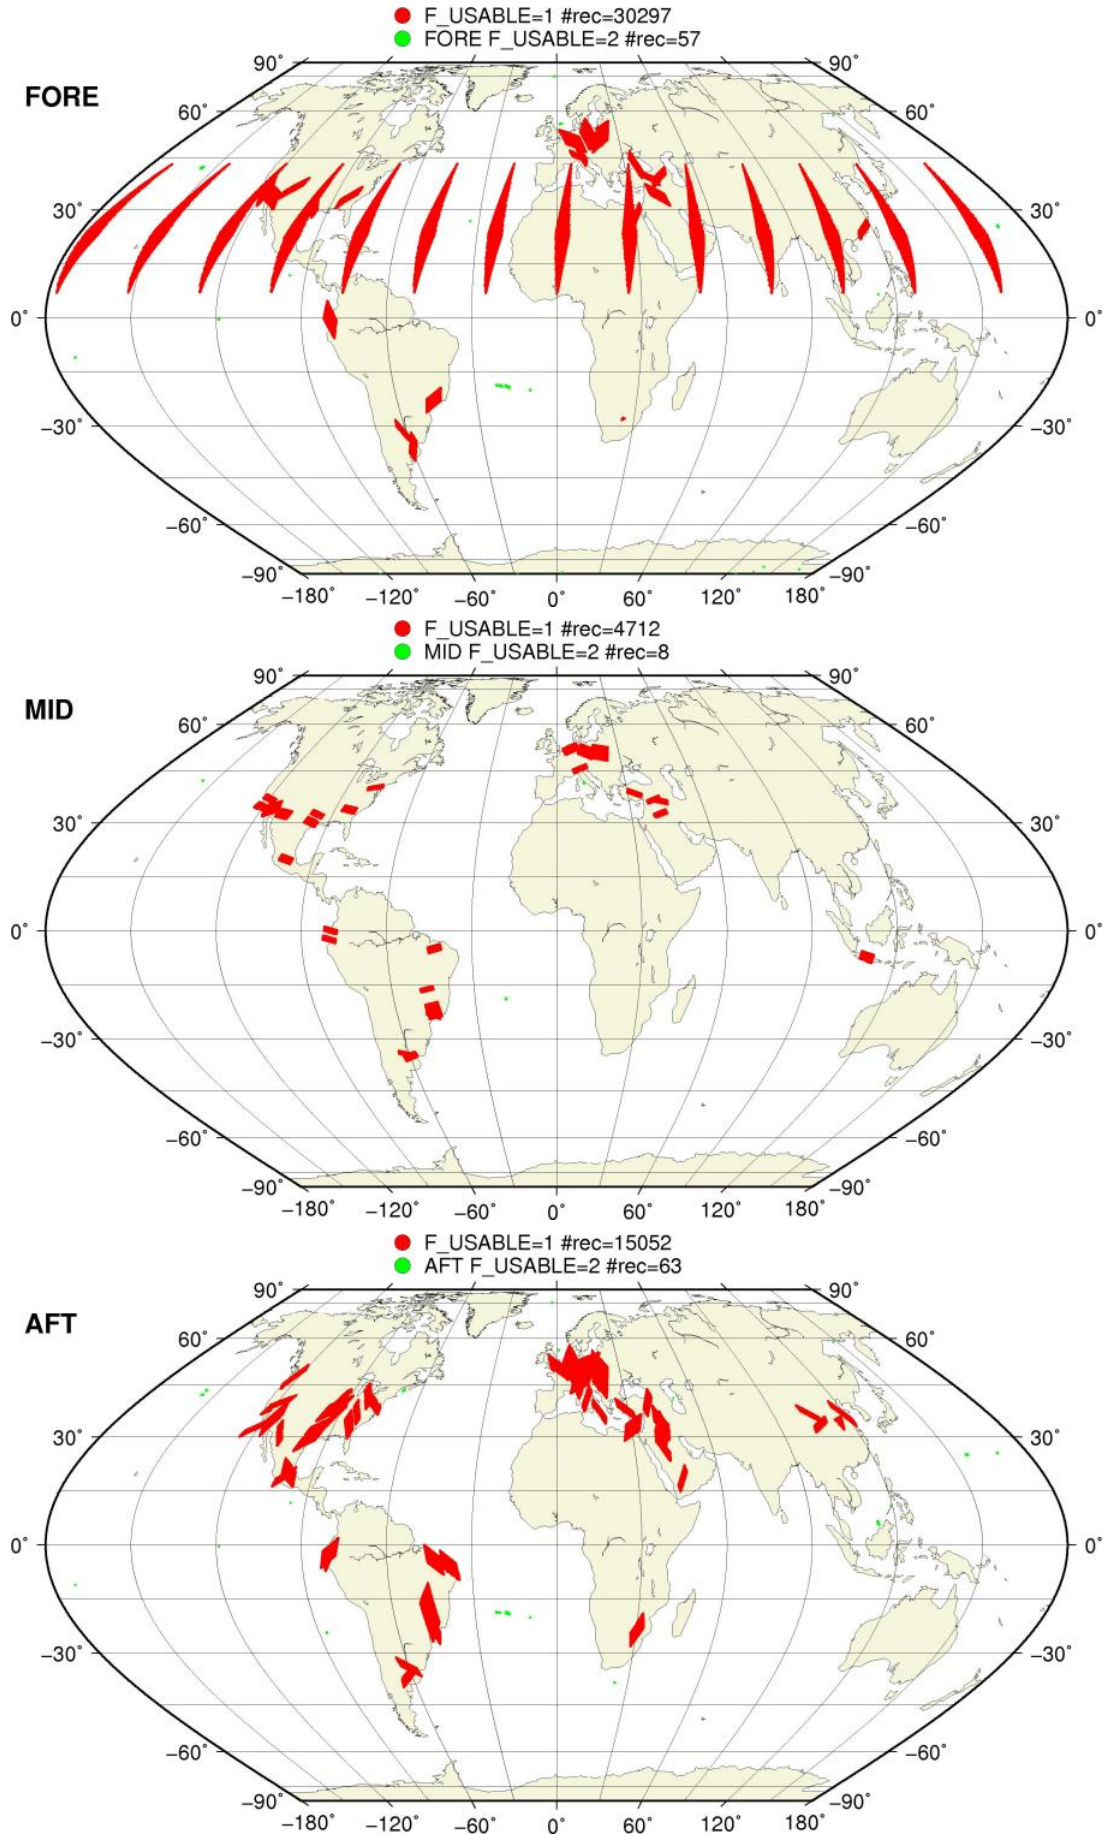 F_USABLE=1 #rec=30297
FORE F_USABLE=2 #rec=57
FORE
90° 90°
60° 60°
30° 30°
0° 0°
−30° −30°
−60° −60°
−90° −90°
−180° −120° −60° 0° 60° 120° 180°
F_USABLE=1 #rec=4712
MID F_USABLE=2 #rec=8
MID
90° 90°
60° 60°
30° 30°
0° 0°
−30° −30°
−60° −60°
−90° −90°
−180° −120° −60° 0° 60° 120° 180°
F_USABLE=1 #rec=15052
AFT F_USABLE=2 #rec=63
AFT
90° 90°
60° 60°
30° 30°
0° 0°
−30° −30°
−60° −60°
−90° −90°
−180° −120° −60° 0° 60° 120° 180°